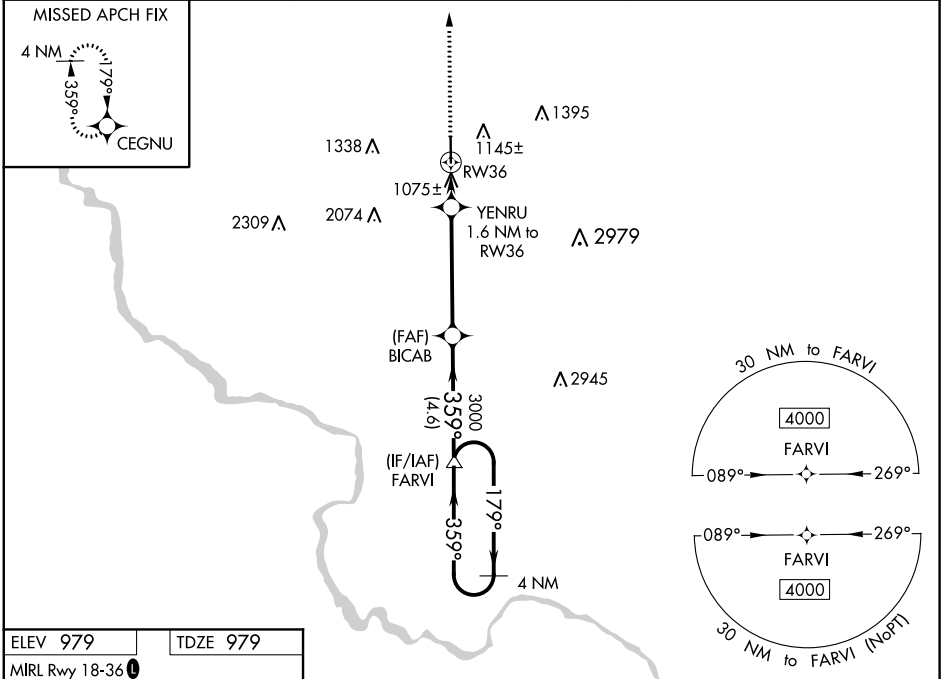 MISSED APCH FIX
4 NM
179°
359°
CEGNU
1395
1145±
1338
RW36
1075±
2309
2074
YENRU
1.6 NM to
RW36
2979
(FAF)
BICAB
2945
3000
359°
(4.6)
(IF/IAF)
FARVI
179°
359°
4 NM
30 NM to FARVI
4000
FARVI
089°
269°
089°
269°
FARVI
4000
30 NM to FARVI (NoPT)
ELEV 979
TDZE 979
MIRL Rwy 18-36 L